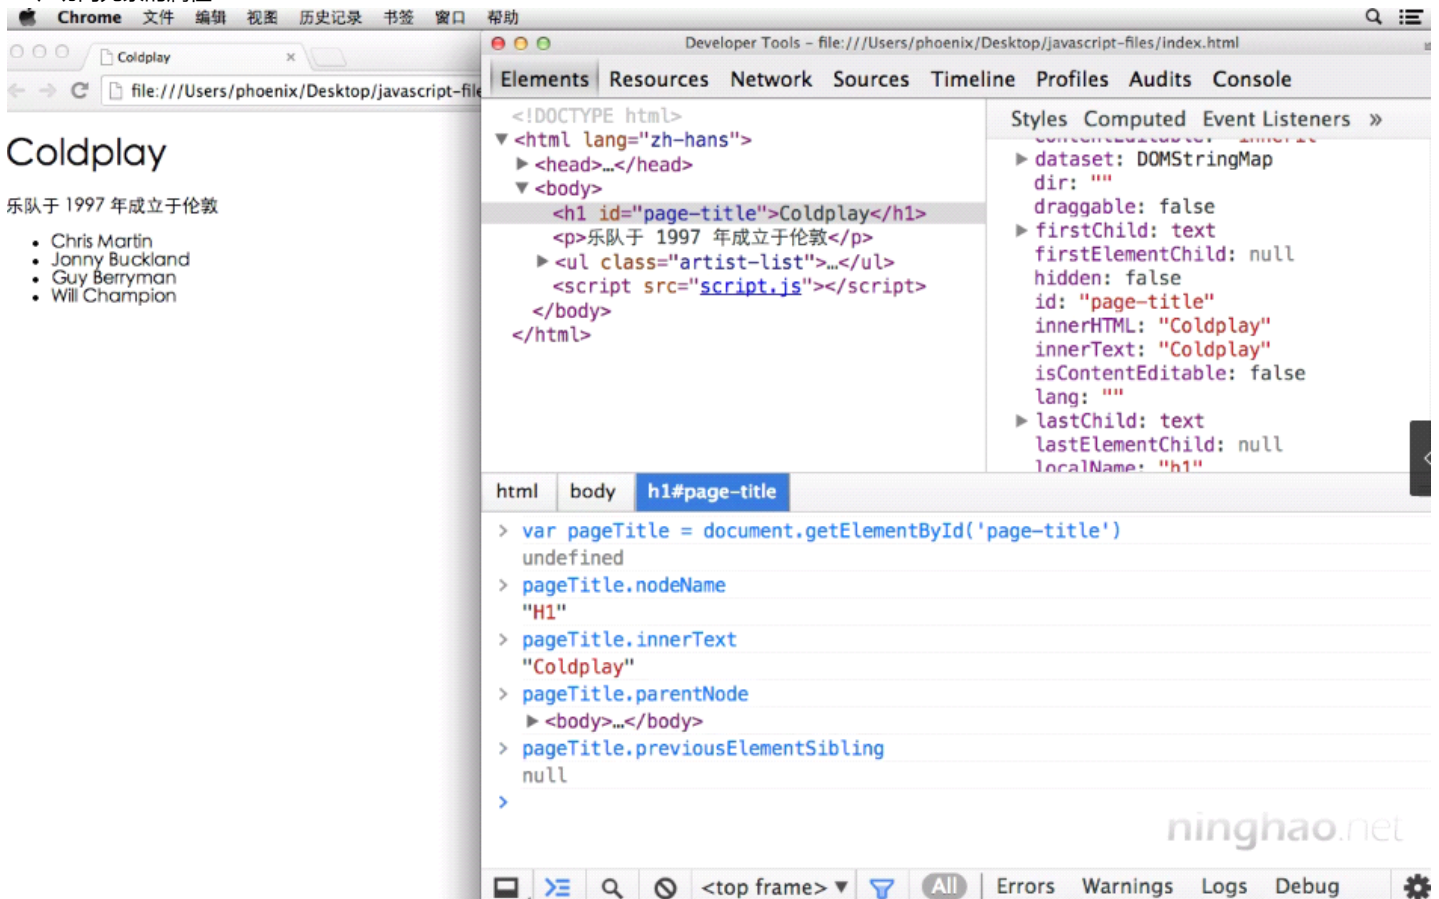 Chrome 文件 编辑 视图 历史记录 书签 窗口 帮助
Coldplay
file:///Users/phoenix/Desktop/javascript-file
Coldplay
乐队于 1997 年成立于伦敦
Chris Martin
Jonny Buckland
Guy Berryman
Will Champion
Developer Tools - file:///Users/phoenix/Desktop/javascript-files/index.html
Elements Resources Network Sources Timeline Profiles Audits Console
<!DOCTYPE html>
▼<html lang="zh-hans">
▶<head>…</head>
▼<body>
<h1 id="page-title">Coldplay</h1>
<p>乐队于 1997 年成立于伦敦</p>
▶<ul class="artist-list">…</ul>
<script src="script.js"></script>
</body>
</html>
Styles Computed Event Listeners »
contentEditable: "inherit"
▶dataset: DOMStringMap
dir: ""
draggable: false
▶firstChild: text
firstElementChild: null
hidden: false
id: "page-title"
innerHTML: "Coldplay"
innerText: "Coldplay"
isContentEditable: false
lang: ""
▶lastChild: text
lastElementChild: null
localName: "h1"
html body h1#page-title
> var pageTitle = document.getElementById('page-title')
undefined
> pageTitle.nodeName
"H1"
> pageTitle.innerText
"Coldplay"
> pageTitle.parentNode
▶<body>…</body>
> pageTitle.previousElementSibling
null
>
ninghao.net
<top frame> ▼ All Errors Warnings Logs Debug